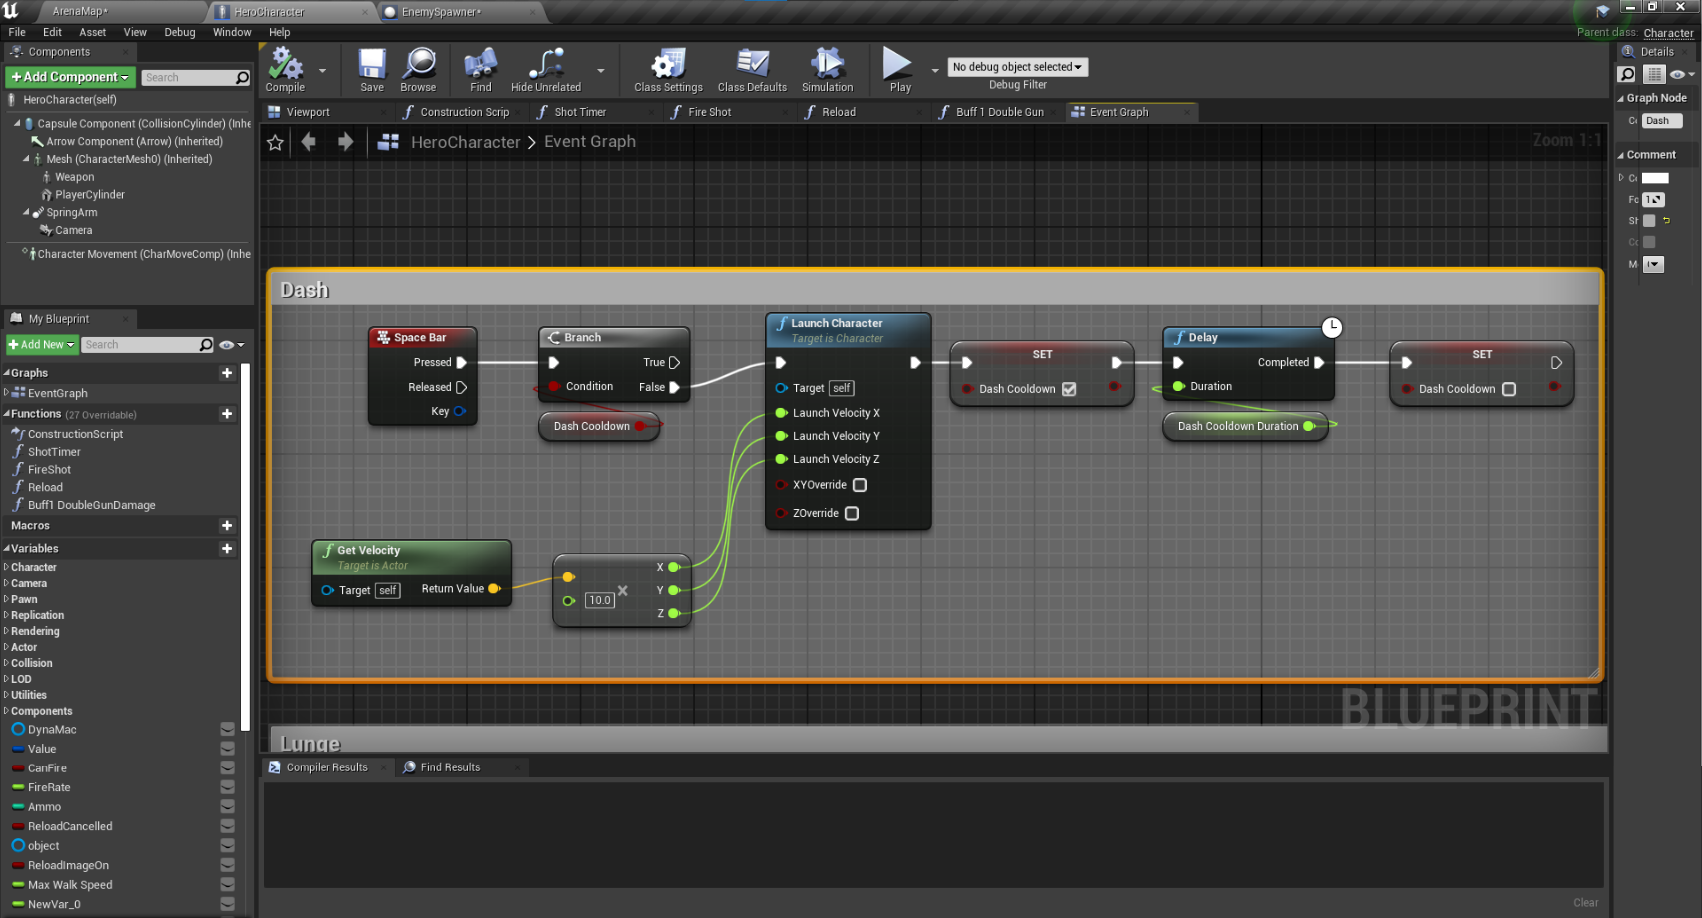 ArenaMap*
HeroCharacter
EnemySpawner*
File Edit Asset View Debug Window Help
Parent class: Character
Components
Add Component
Search
HeroCharacter(self)
Capsule Component (CollisionCylinder) (Inhe
Arrow Component (Arrow) (Inherited)
Mesh (CharacterMesh0) (Inherited)
Weapon
PlayerCylinder
SpringArm
Camera
Character Movement (CharMoveComp) (Inhe
My Blueprint
Add New
Search
Graphs
EventGraph
Functions (27 Overridable)
ConstructionScript
ShotTimer
FireShot
Reload
Buff1 DoubleGunDamage
Macros
Variables
Character
Camera
Pawn
Replication
Rendering
Actor
Collision
LOD
Utilities
Components
DynaMac
Value
CanFire
FireRate
Ammo
ReloadCancelled
object
ReloadImageOn
Max Walk Speed
NewVar_0
Compile
Save
Browse
Find
Hide Unrelated
Class Settings
Class Defaults
Simulation
Play
No debug object selected
Debug Filter
Viewport
Construction Scrip
Shot Timer
Fire Shot
Reload
Buff 1 Double Gun
Event Graph
HeroCharacter > Event Graph
Zoom 1:1
Dash
Space Bar
Pressed
Released
Key
Branch
True
Condition
False
Dash Cooldown
Launch Character
Target is Character
Target self
Launch Velocity X
Launch Velocity Y
Launch Velocity Z
XYOverride
ZOverride
SET
Dash Cooldown
Delay
Completed
Duration
Dash Cooldown Duration
SET
Dash Cooldown
Get Velocity
Target is Actor
Target self
Return Value
10.0
X
Y
Z
BLUEPRINT
Lunge
Compiler Results
Find Results
Clear
Details
Graph Node
Dash
Comment
Fo 1